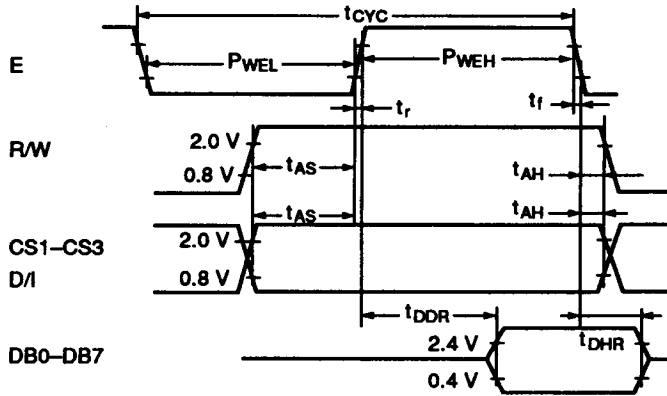 tCYC
E
PWEL
PWEH
tr
tf
R/W
2.0 V
0.8 V
tAS
tAH
tAS
tAH
CS1–CS3
D/I
2.0 V
0.8 V
tDDR
DB0–DB7
2.4 V
0.4 V
tDHR